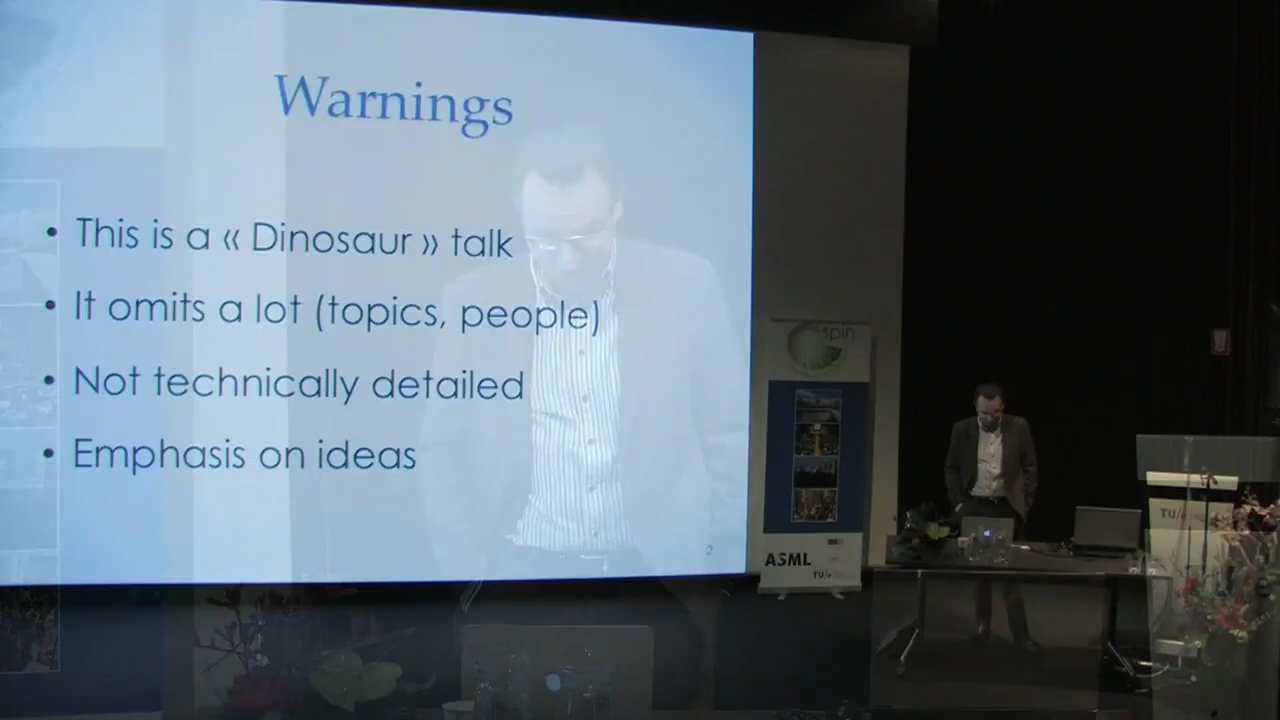 Warnings
• This is a « Dinosaur » talk
• It omits a lot (topics, people)
• Not technically detailed
• Emphasis on ideas
2
spin
ASML
TU/e
TU/e